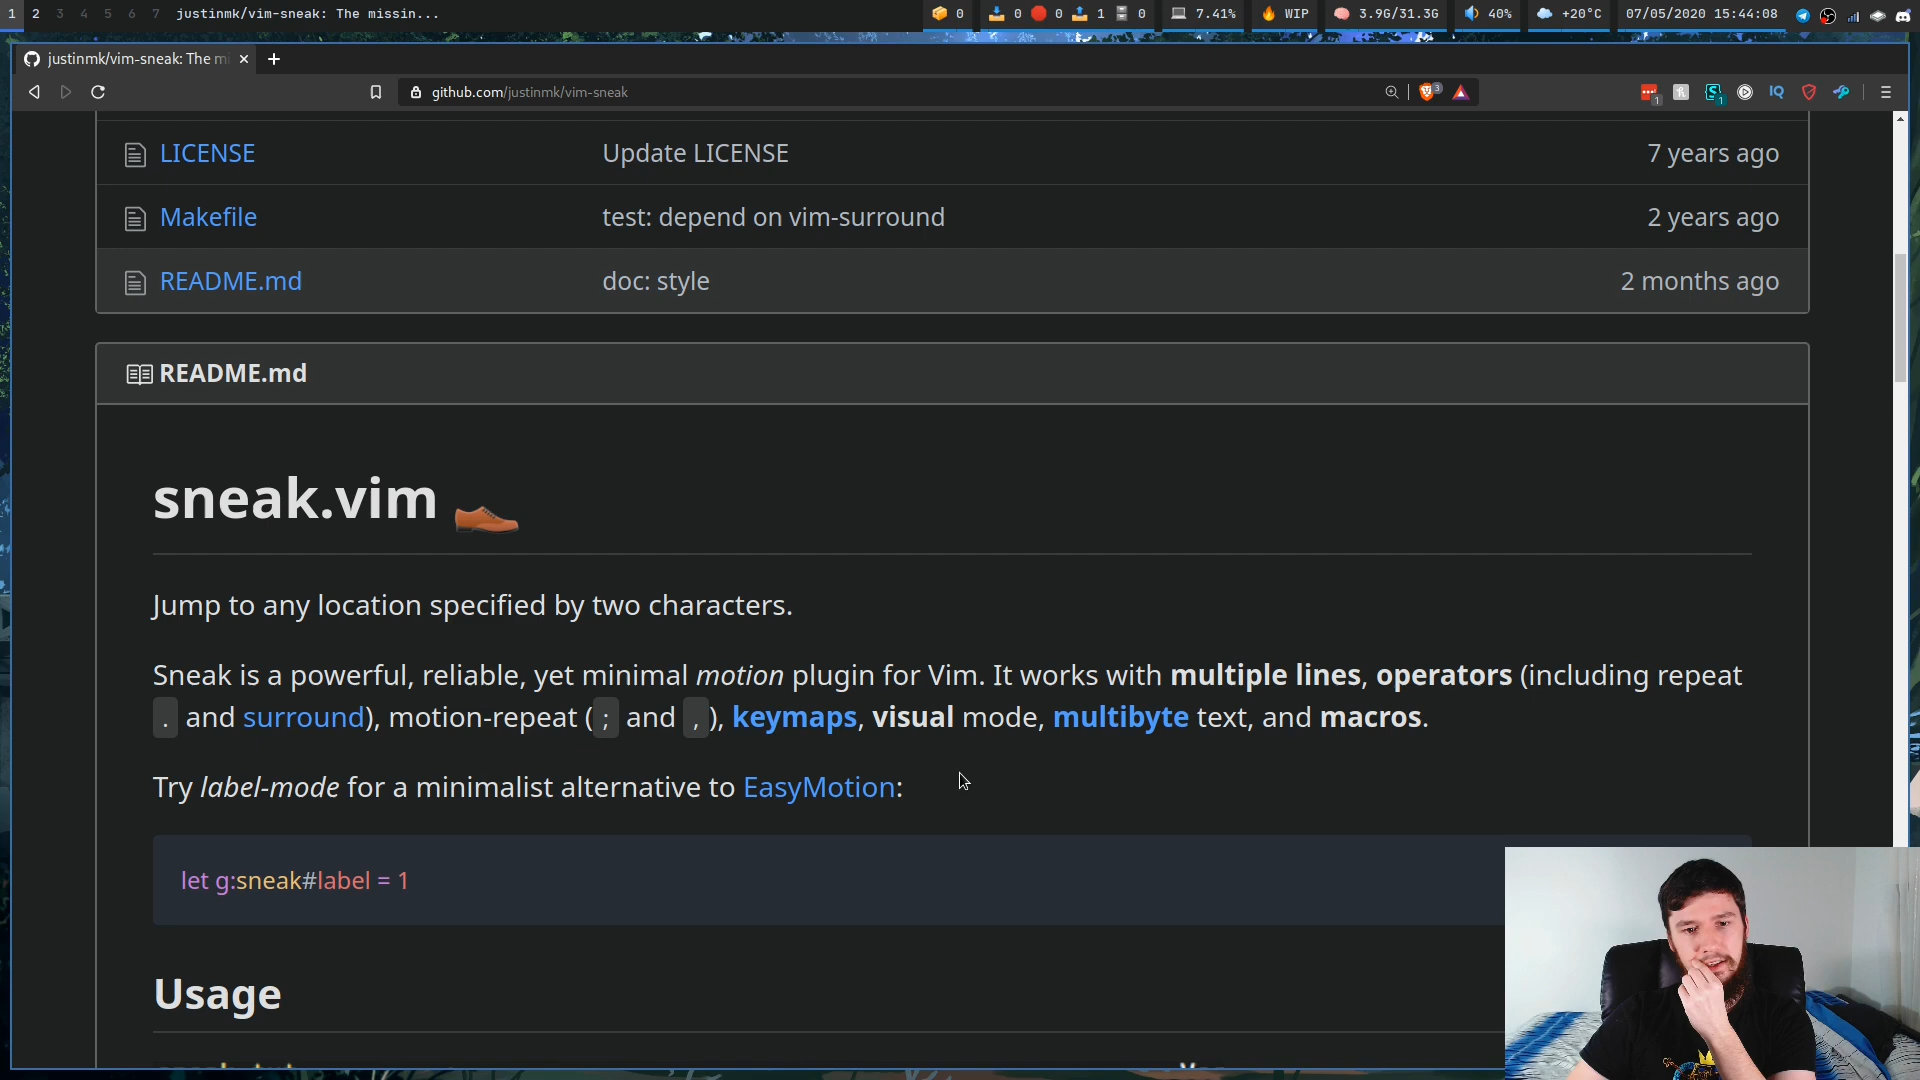 1 2 3 4 5 6 7 justinmk/vim-sneak: The missin... 0 0 0 1 0 7.41% WIP 3.9G/31.3G 40% +20°C 07/05/2020 15:44:08
justinmk/vim-sneak: The mi
github.com/justinmk/vim-sneak 3 1 1 IQ
LICENSE Update LICENSE 7 years ago
Makefile test: depend on vim-surround 2 years ago
README.md doc: style 2 months ago
README.md
sneak.vim
Jump to any location specified by two characters.
Sneak is a powerful, reliable, yet minimal motion plugin for Vim. It works with multiple lines, operators (including repeat
. and surround), motion-repeat ( ; and , ), keymaps, visual mode, multibyte text, and macros.
Try label-mode for a minimalist alternative to EasyMotion:
let g:sneak#label = 1
Usage